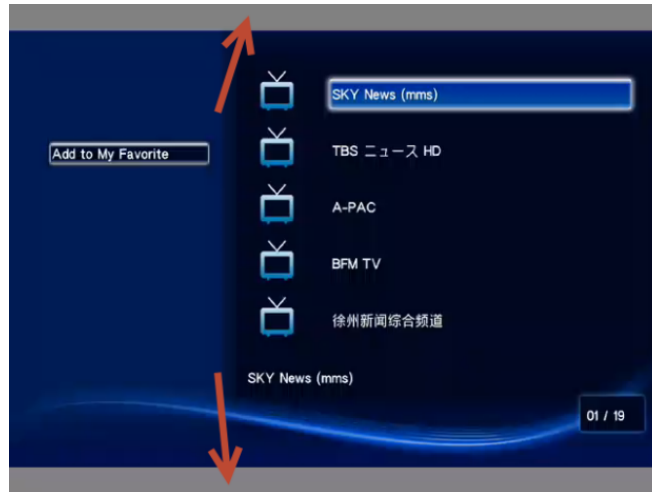 SKY News (mms)
Add to My Favorite
TBS ニュース HD
A-PAC
BFM TV
徐州新闻综合频道
SKY News (mms)
01 / 19